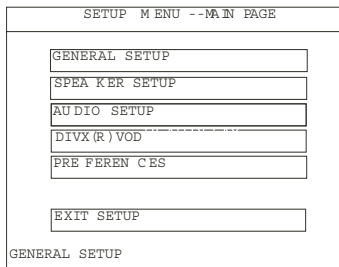 SETUP MENU --MAIN PAGE
GENERAL SETUP
SPEAKER SETUP
AUDIO SETUP
DIVX(R)VOD
PREFERENCES
EXIT SETUP
GENERAL SETUP